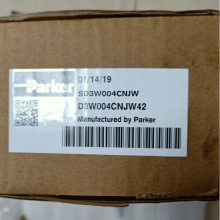 Parker
01/14/19
SD3W004CNJW
D3W004CNJW42
Manufactured by Parker